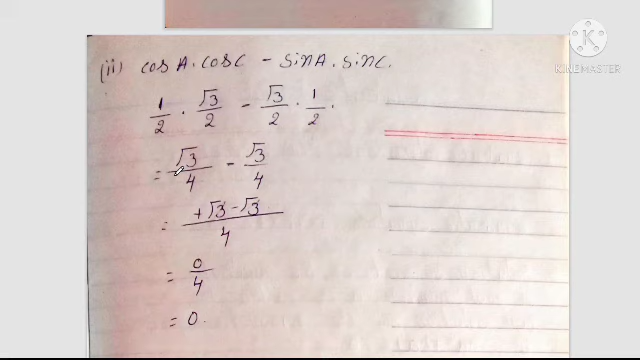 KINEMASTER
(ii) cos A . cos C - sin A . sin C.
1/2 . √3/2 - √3/2 . 1/2 .
= √3/4 - √3/4
= +√3 - √3 / 4
= 0/4
= 0.